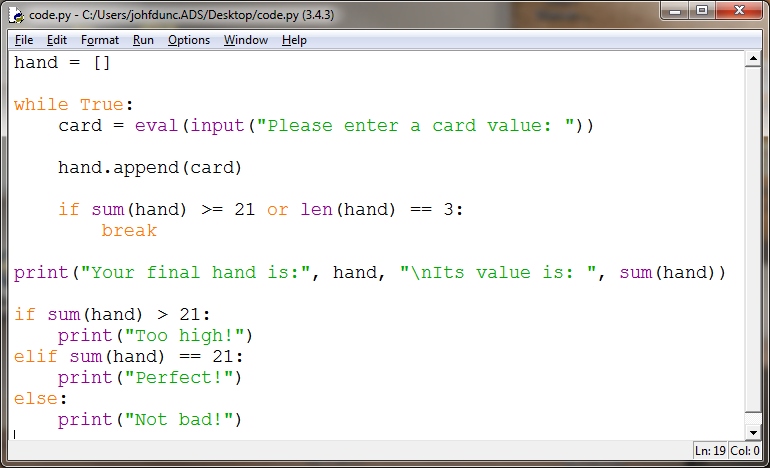 code.py - C:/Users/johfdunc.ADS/Desktop/code.py (3.4.3)
File Edit Format Run Options Window Help
hand = []

while True:
    card = eval(input("Please enter a card value: "))

    hand.append(card)

    if sum(hand) >= 21 or len(hand) == 3:
        break

print("Your final hand is:", hand, "\nIts value is: ", sum(hand))

if sum(hand) > 21:
    print("Too high!")
elif sum(hand) == 21:
    print("Perfect!")
else:
    print("Not bad!")
Ln: 19 Col: 0